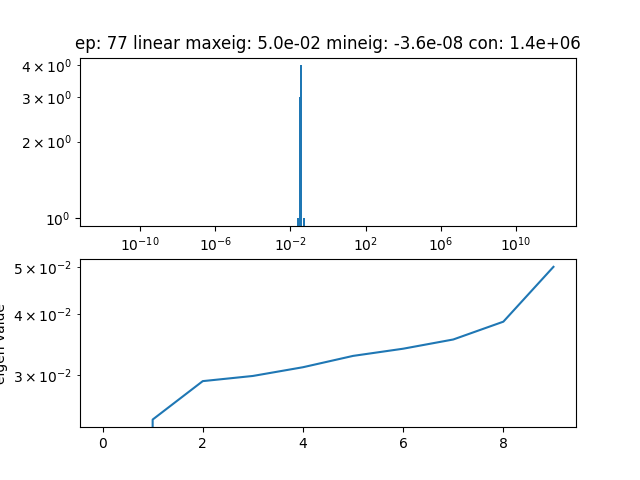 ep: 77 linear maxeig: 5.0e-02 mineig: -3.6e-08 con: 1.4e+06
4 × 10⁰
3 × 10⁰
2 × 10⁰
10⁰
10⁻¹⁰ 10⁻⁶ 10⁻² 10² 10⁶ 10¹⁰
5 × 10⁻²
4 × 10⁻²
3 × 10⁻²
eigen value
0 2 4 6 8